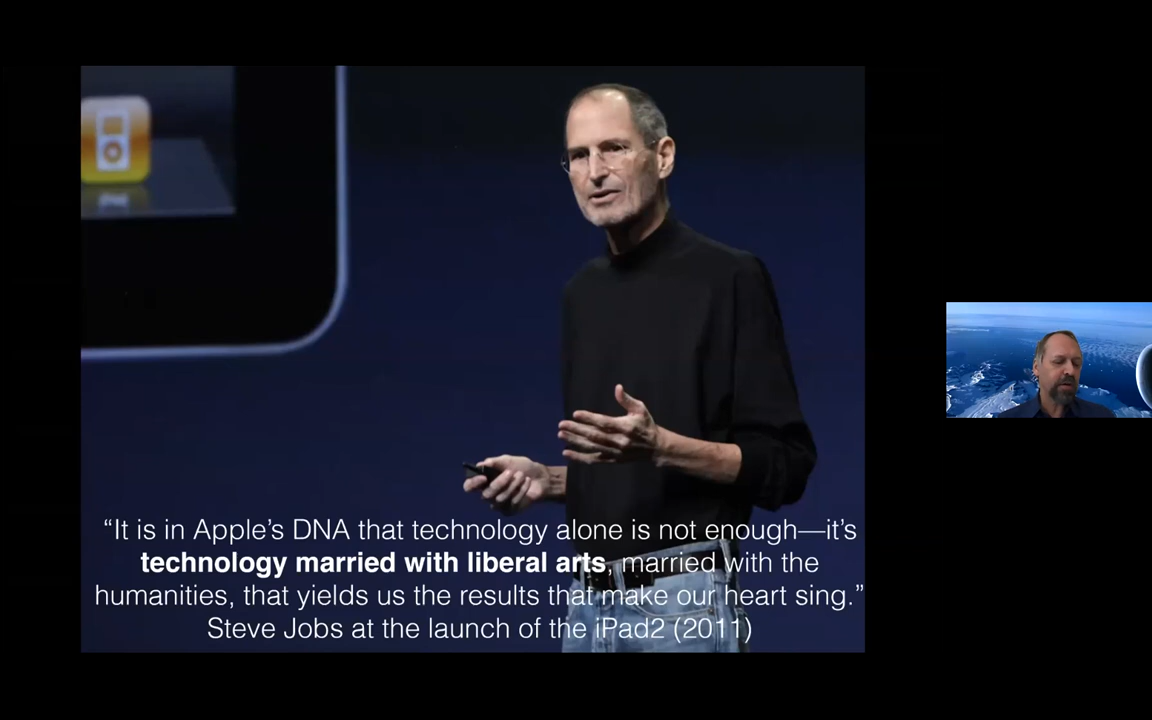 “It is in Apple’s DNA that technology alone is not enough—it’s
technology married with liberal arts, married with the
humanities, that yields us the results that make our heart sing.”
Steve Jobs at the launch of the iPad2 (2011)